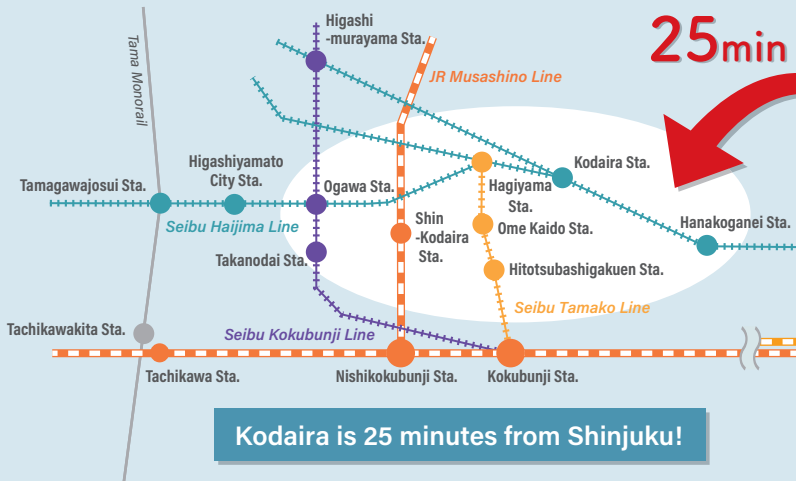 25min
Tama Monorail
Higashi
-murayama Sta.
JR Musashino Line
Higashiyamato
City Sta.
Tamagawajosui Sta.
Ogawa Sta.
Kodaira Sta.
Hagiyama
Sta.
Seibu Haijima Line
Shin
-Kodaira
Sta.
Ome Kaido Sta.
Hanakoganei Sta.
Takanodai Sta.
Hitotsubashigakuen Sta.
Seibu Tamako Line
Tachikawakita Sta.
Seibu Kokubunji Line
Tachikawa Sta.
Nishikokubunji Sta.
Kokubunji Sta.
Kodaira is 25 minutes from Shinjuku!